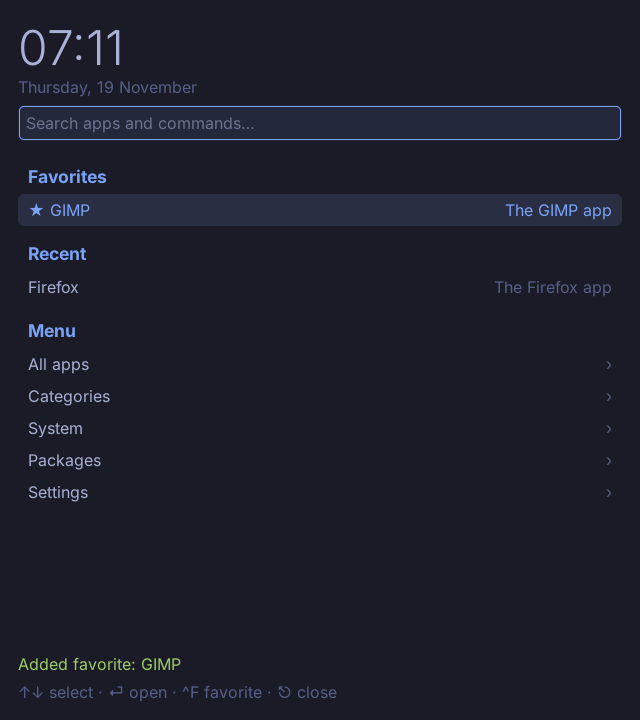 07:11
Thursday, 19 November
Search apps and commands...
Favorites
★ GIMP The GIMP app
Recent
Firefox The Firefox app
Menu
All apps ›
Categories ›
System ›
Packages ›
Settings ›
Added favorite: GIMP
↑↓ select · ⏎ open · ^F favorite · ⎋ close